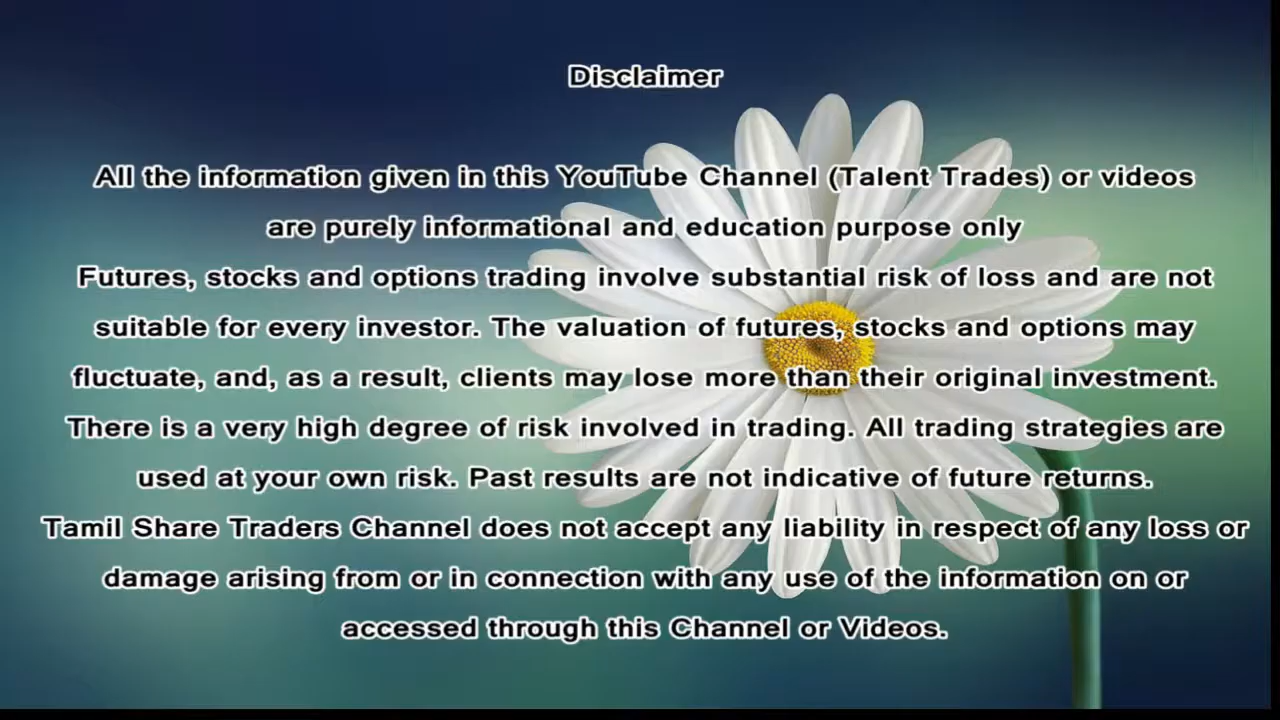 Disclaimer
All the information given in this YouTube Channel (Talent Trades) or videos
are purely informational and education purpose only
Futures, stocks and options trading involve substantial risk of loss and are not
suitable for every investor. The valuation of futures, stocks and options may
fluctuate, and, as a result, clients may lose more than their original investment.
There is a very high degree of risk involved in trading. All trading strategies are
used at your own risk. Past results are not indicative of future returns.
Tamil Share Traders Channel does not accept any liability in respect of any loss or
damage arising from or in connection with any use of the information on or
accessed through this Channel or Videos.